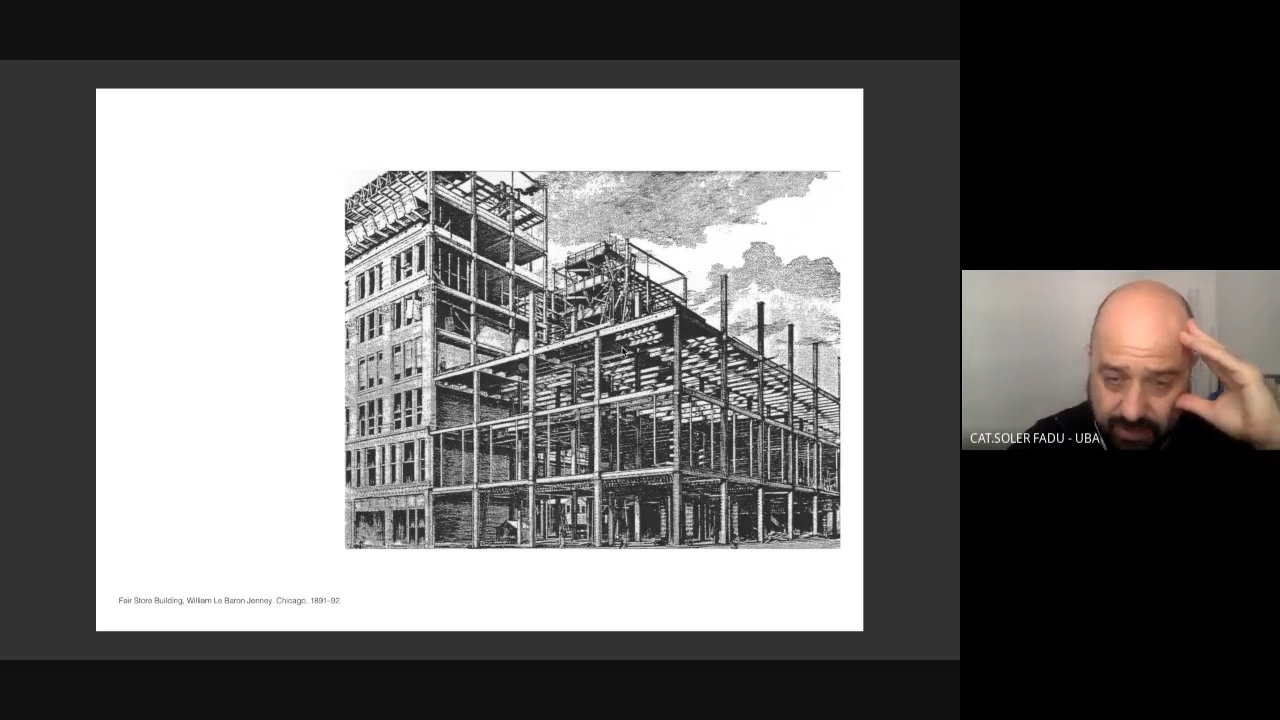 Fair Store Building, William Le Baron Jenney. Chicago, 1891-92.
CAT.SOLER FADU - UBA